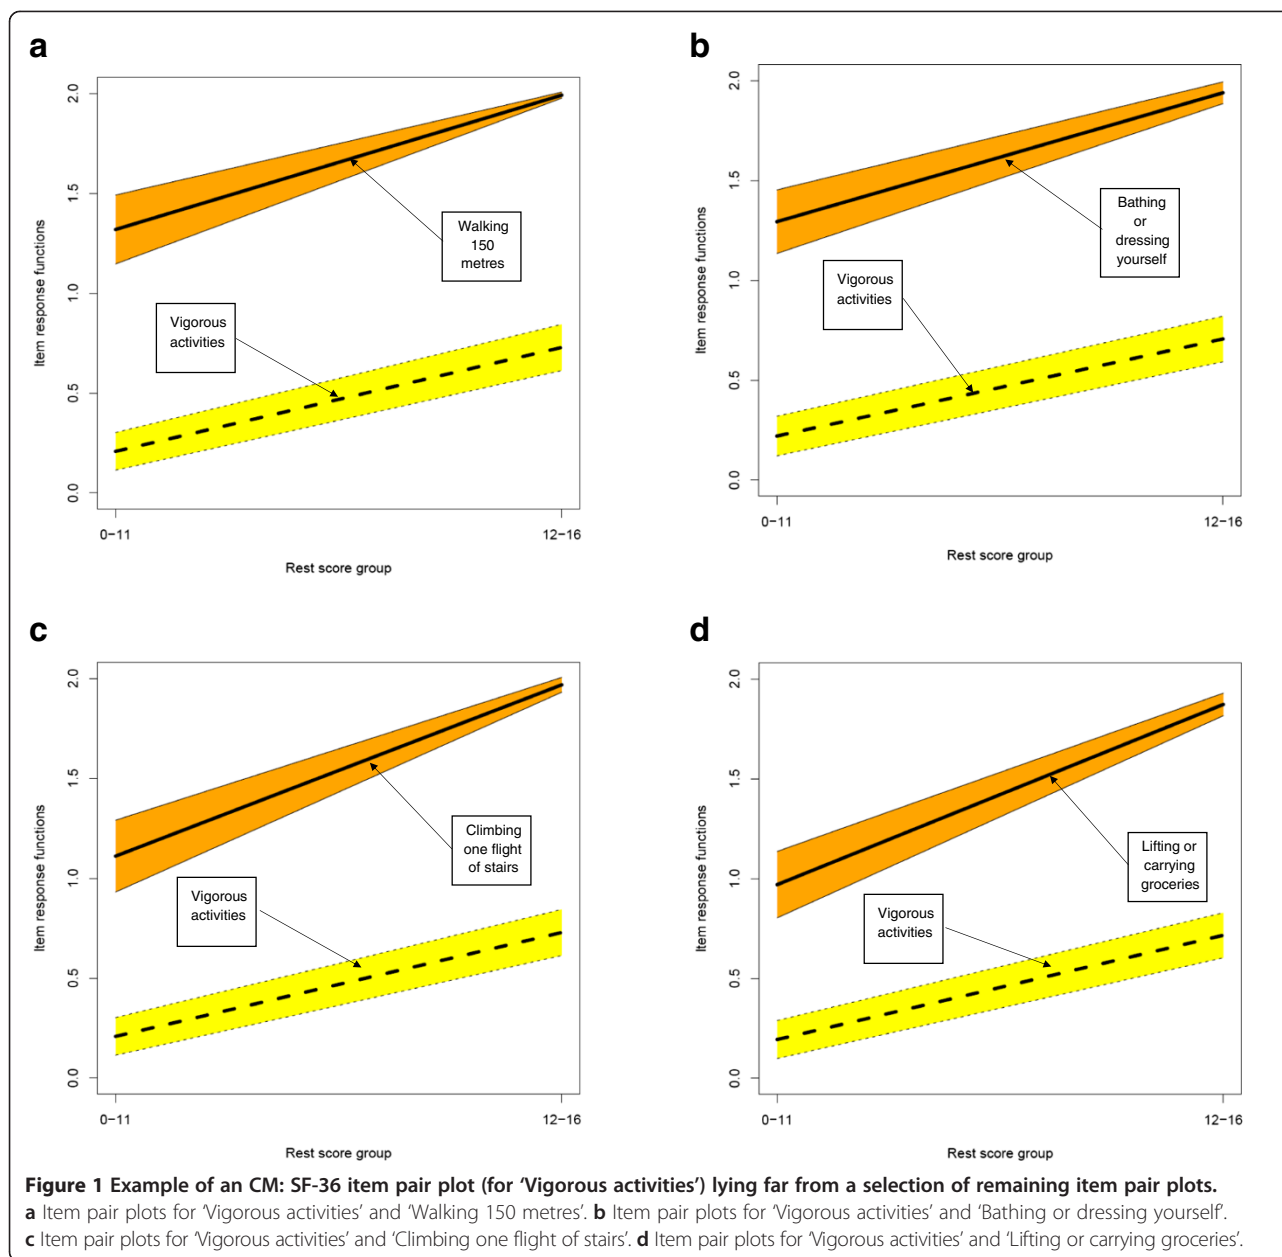 a
2.0
1.5
1.0
0.5
0.0
Item response functions
Walking
150
metres
Vigorous
activities
0−11
12−16
Rest score group
b
2.0
1.5
1.0
0.5
0.0
Item response functions
Bathing
or
dressing
yourself
Vigorous
activities
0−11
12−16
Rest score group
c
2.0
1.5
1.0
0.5
0.0
Item response functions
Climbing
one flight
of stairs
Vigorous
activities
0−11
12−16
Rest score group
d
2.0
1.5
1.0
0.5
0.0
Item response functions
Lifting or
carrying
groceries
Vigorous
activities
0−11
12−16
Rest score group
Figure 1 Example of an CM: SF-36 item pair plot (for ‘Vigorous activities’) lying far from a selection of remaining item pair plots.
a Item pair plots for ‘Vigorous activities’ and ‘Walking 150 metres’. b Item pair plots for ‘Vigorous activities’ and ‘Bathing or dressing yourself’.
c Item pair plots for ‘Vigorous activities’ and ‘Climbing one flight of stairs’. d Item pair plots for ‘Vigorous activities’ and ‘Lifting or carrying groceries’.